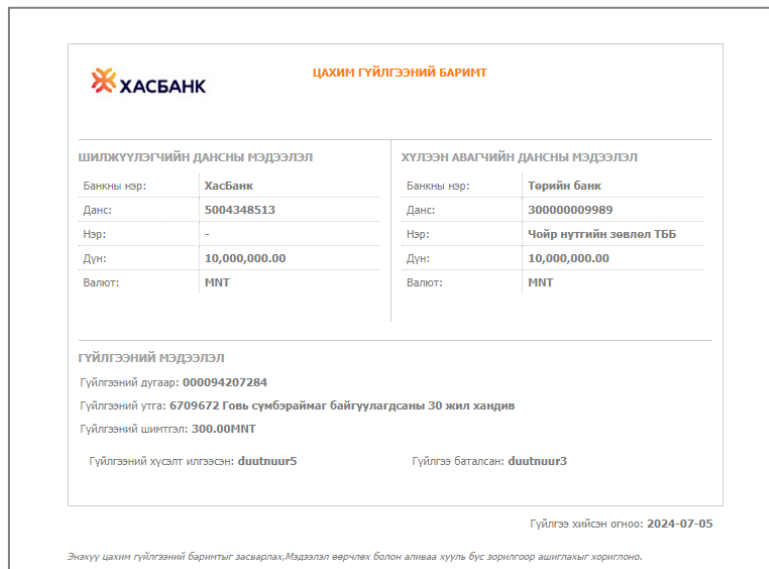 ХАСБАНК
ЦАХИМ ГҮЙЛГЭЭНИЙ БАРИМТ
ШИЛЖҮҮЛЭГЧИЙН ДАНСНЫ МЭДЭЭЛЭЛ
Банкны нэр: ХасБанк
Данс: 5004348513
Нэр: -
Дүн: 10,000,000.00
Валют: MNT
ХҮЛЭЭН АВАГЧИЙН ДАНСНЫ МЭДЭЭЛЭЛ
Банкны нэр: Төрийн банк
Данс: 300000009989
Нэр: Чойр нутгийн зөвлөл ТББ
Дүн: 10,000,000.00
Валют: MNT
ГҮЙЛГЭЭНИЙ МЭДЭЭЛЭЛ
Гүйлгээний дугаар: 000094207284
Гүйлгээний утга: 6709672 Говь сүмбэраймаг байгуулагдсаны 30 жил хандив
Гүйлгээний шимтгэл: 300.00MNT
Гүйлгээний хүсэлт илгээсэн: duutnuur5 Гүйлгээ баталсан: duutnuur3
Гүйлгээ хийсэн огноо: 2024-07-05
Энэхүү цахим гүйлгээний баримтыг засварлах,Мэдээлэл өөрчлөх болон аливаа хууль бус зорилгоор ашиглахыг хориглоно.